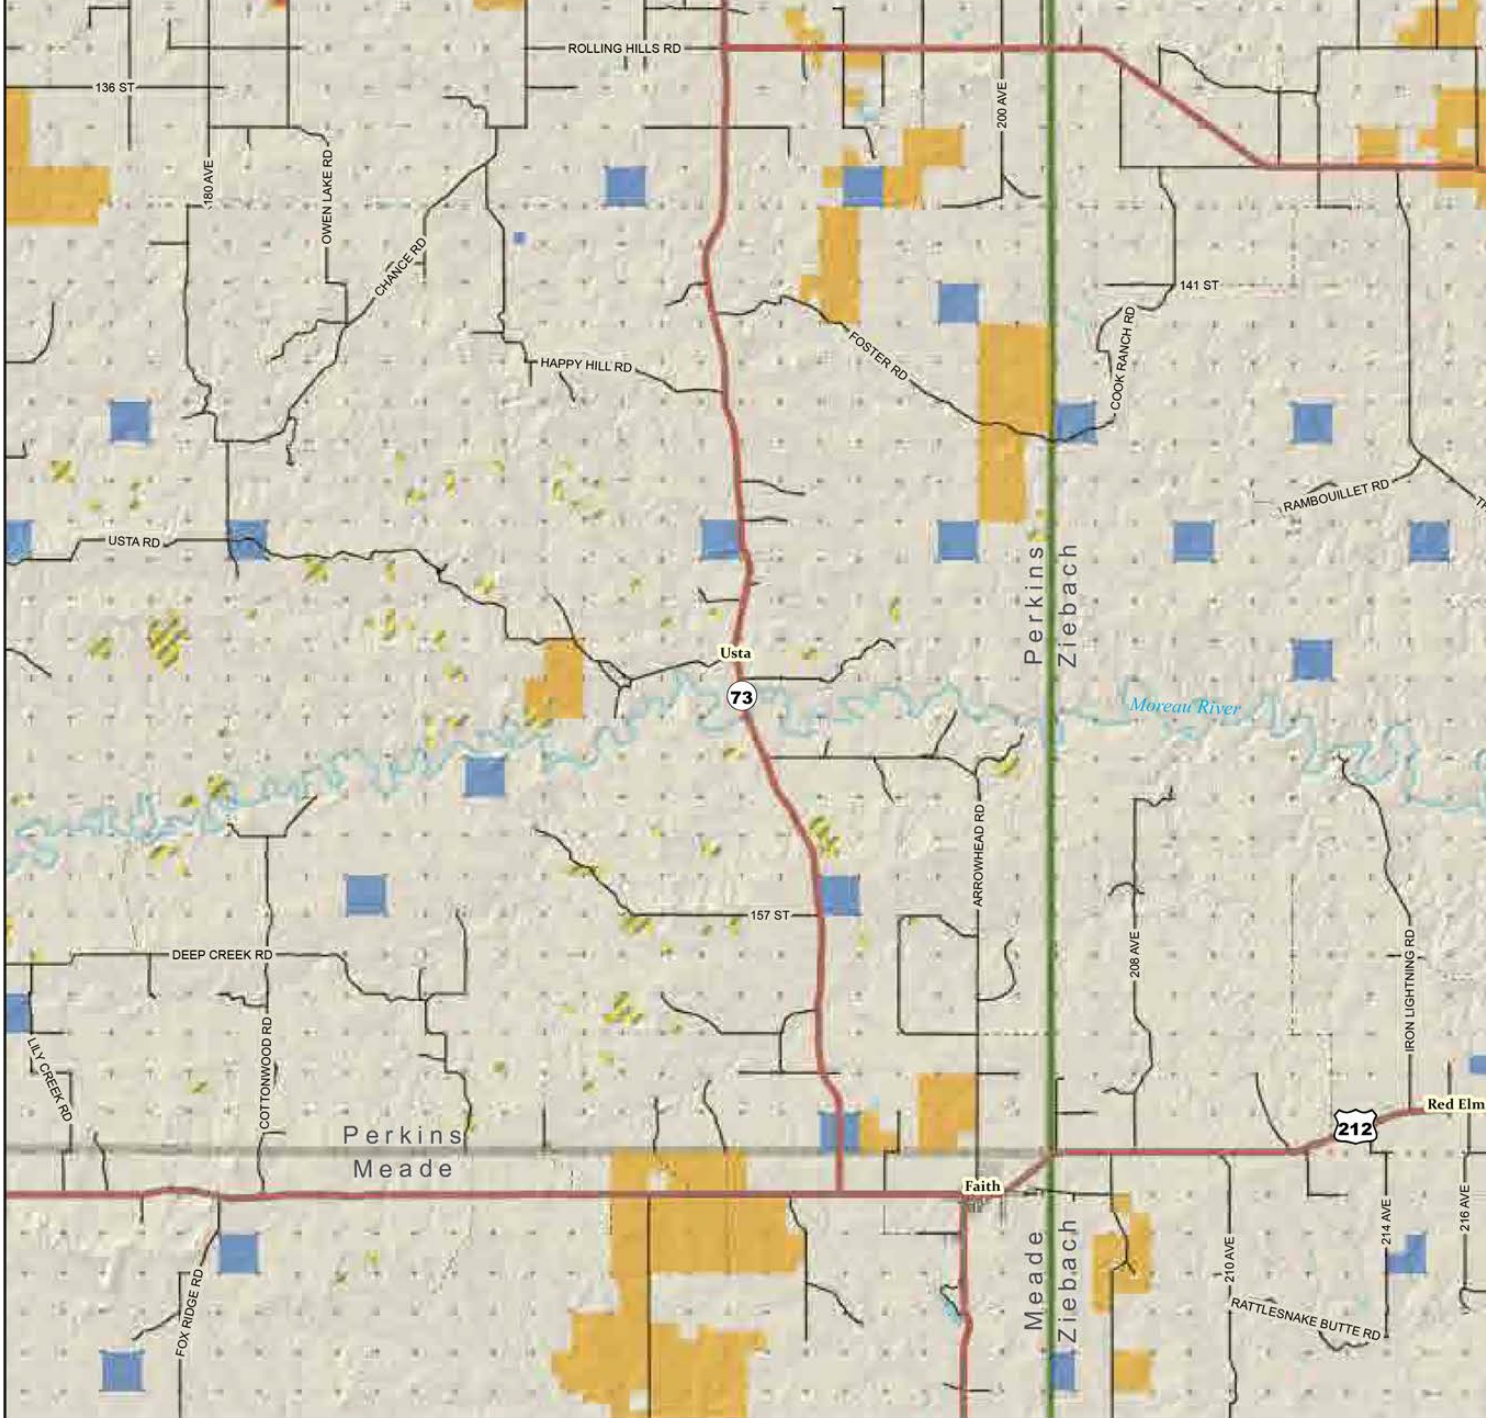 ROLLING HILLS RD
136 ST
200 AVE
180 AVE
OWEN LAKE RD
CHANCE RD
141 ST
COOK RANCH RD
FOSTER RD
HAPPY HILL RD
RAMBOUILLET RD
USTA RD
Perkins
Ziebach
Usta
73
Moreau River
ARROWHEAD RD
157 ST
208 AVE
IRON LIGHTNING RD
DEEP CREEK RD
COTTONWOOD RD
LILY CREEK RD
Red Elm
212
Perkins
Meade
Faith
Meade
Ziebach
210 AVE
214 AVE
216 AVE
FOX RIDGE RD
RATTLESNAKE BUTTE RD